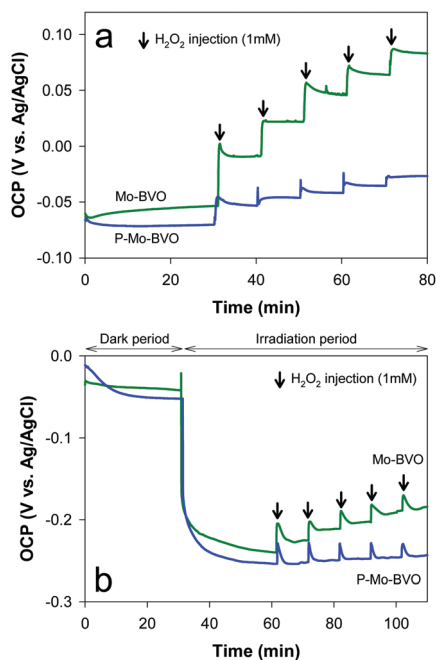 a
H₂O₂ injection (1mM)
0.10
0.05
0.00
-0.05
-0.10
OCP (V vs. Ag/AgCl)
Mo-BVO
P-Mo-BVO
0 20 40 60 80
Time (min)
Dark period Irradiation period
0.0
-0.1
-0.2
-0.3
OCP (V vs. Ag/AgCl)
H₂O₂ injection (1mM)
Mo-BVO
P-Mo-BVO
b
0 20 40 60 80 100
Time (min)